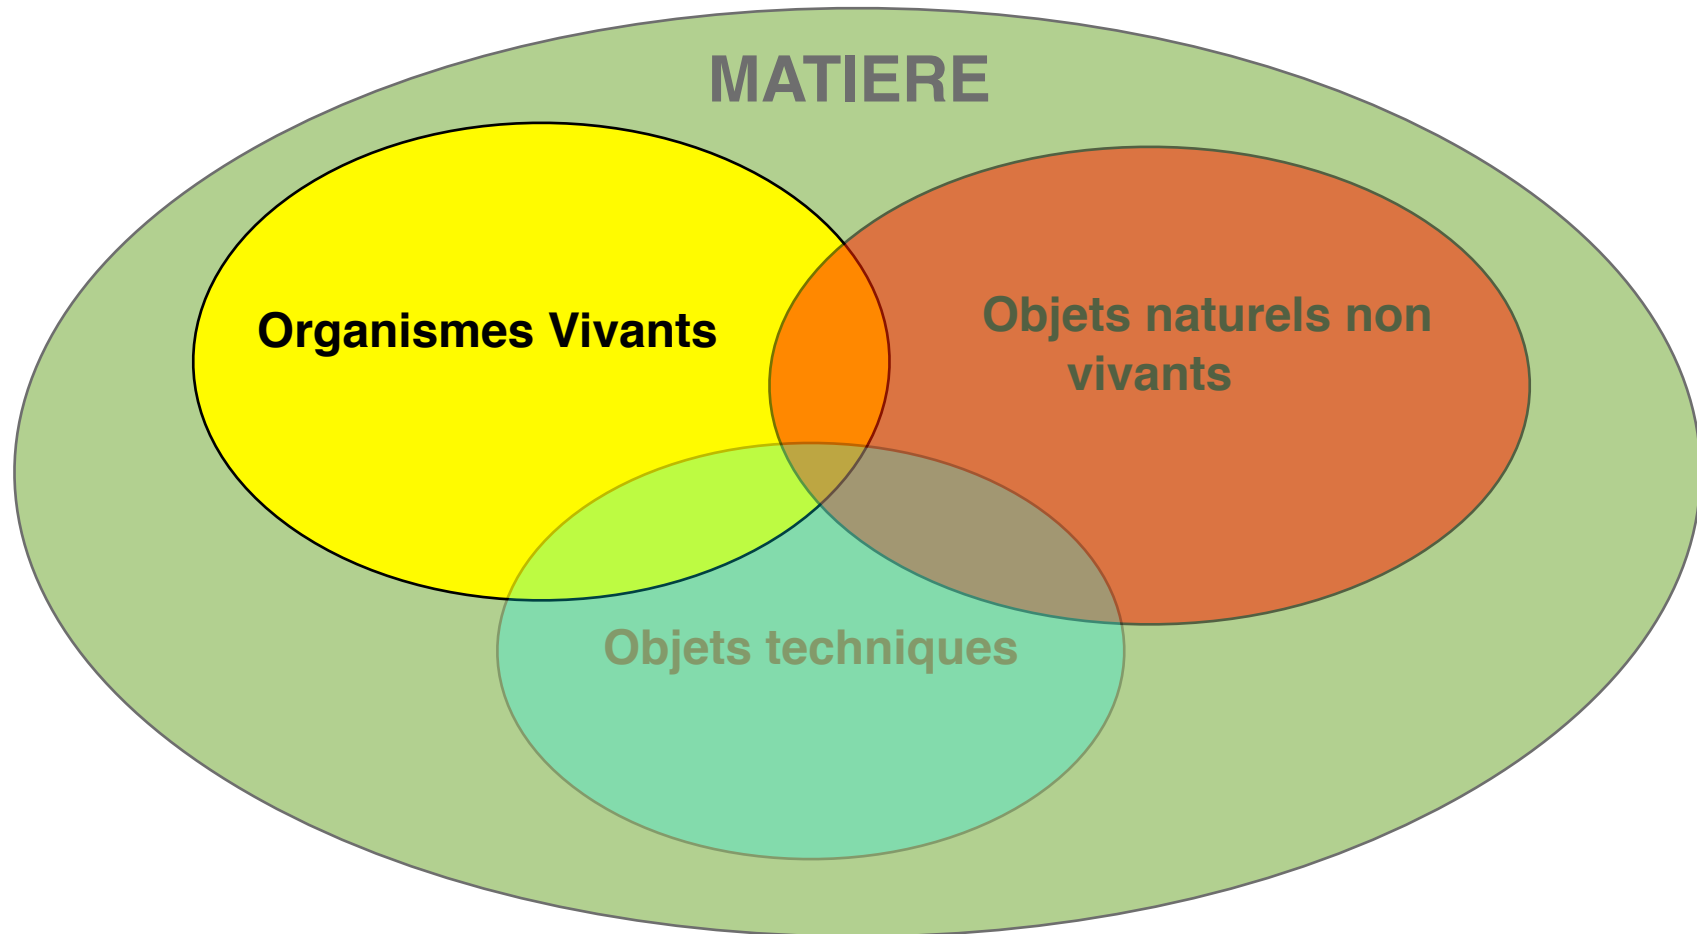 MATIERE
Organismes Vivants
Objets naturels non
vivants
Objets techniques